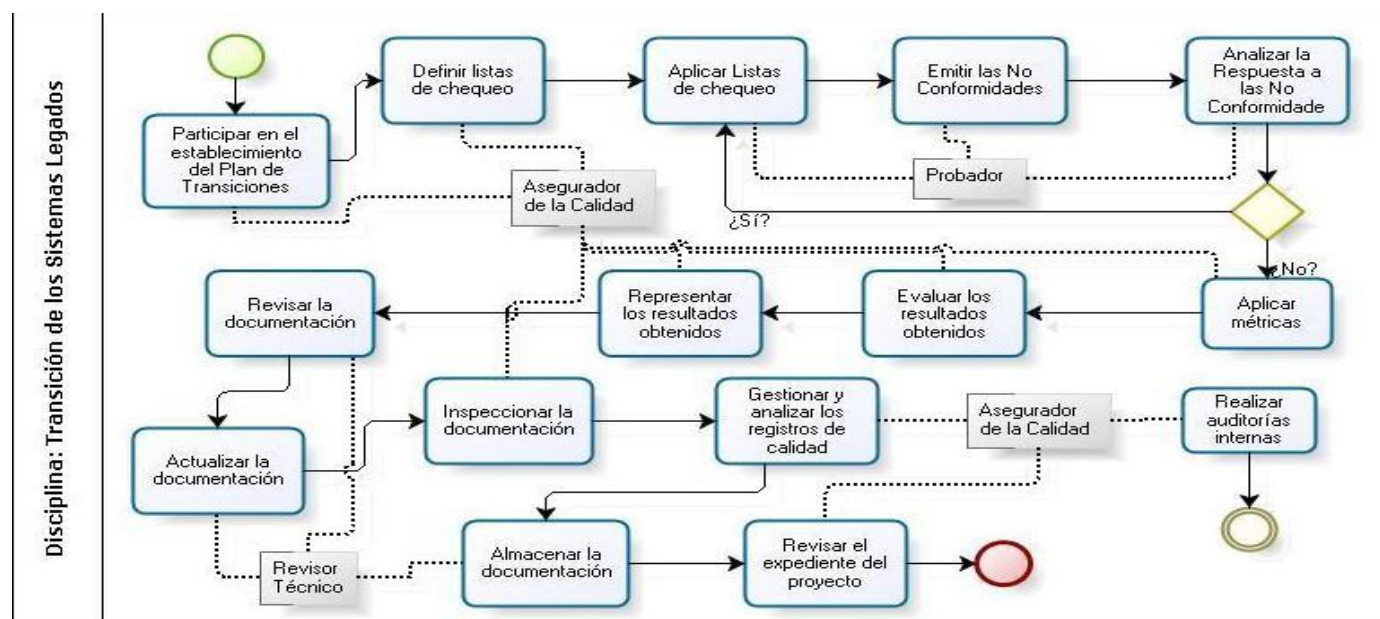 Disciplina: Transición de los Sistemas Legados
Participar en el
establecimiento
del Plan de
Transiciones
Definir listas
de chequeo
Aplicar Listas
de chequeo
Emitir las No
Conformidades
Analizar la
Respuesta a
las No
Conformidade
Asegurador
de la Calidad
Probador
¿Sí?
¿No?
Revisar la
documentación
Representar
los resultados
obtenidos
Evaluar los
resultados
obtenidos
Aplicar
métricas
Actualizar la
documentación
Inspeccionar la
documentación
Gestionar y
analizar los
registros de
calidad
Asegurador
de la Calidad
Realizar
auditorías
internas
Revisor
Técnico
Almacenar la
documentación
Revisar el
expediente del
proyecto